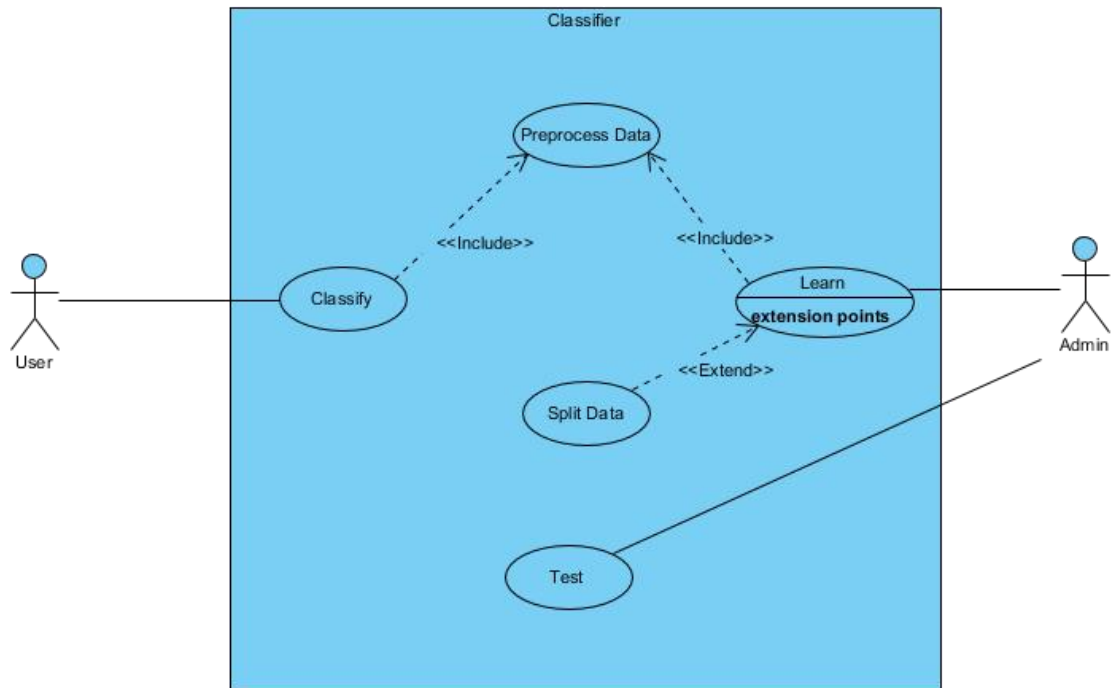 Classifier
Preprocess Data
<<Include>>
<<Include>>
Classify
Learn
extension points
User
Admin
<<Extend>>
Split Data
Test